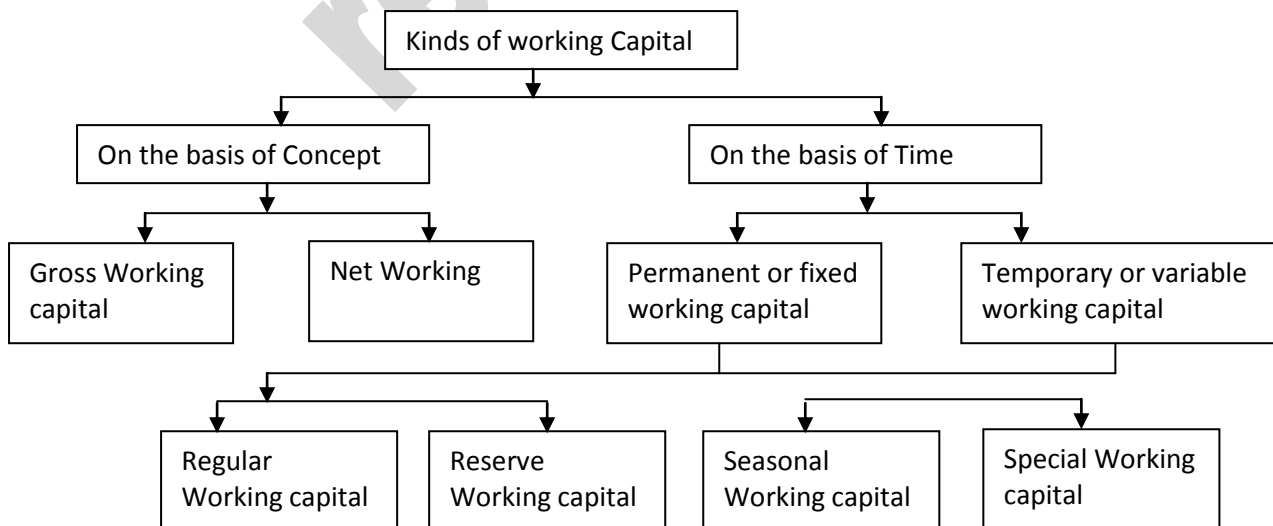 Kinds of working Capital
On the basis of Concept
On the basis of Time
Gross Working
capital
Net Working
Permanent or fixed
working capital
Temporary or variable
working capital
Regular
Working capital
Reserve
Working capital
Seasonal
Working capital
Special Working
capital